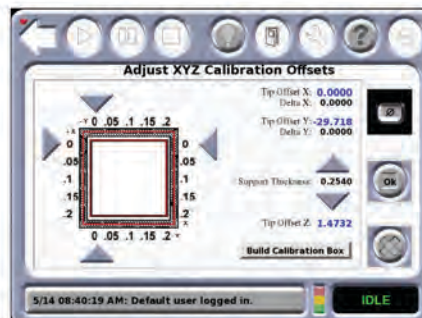 Adjust XYZ Calibration Offsets
Tip Offset X: 0.0000
Delta X: 0.0000
Tip Offset Y: -29.718
Delta Y: 0.0000
-Y 0 .05 .1 .15 .2
0 0
.05 .05
.1 .1
.15 .15
.2 .2
0 .05 .1 .15 .2
Support Thickness: 0.2540
Tip Offset Z: 1.4732
Build Calibration Box
Ok
?
5/14 08:40:19 AM: Default user logged in.
IDLE